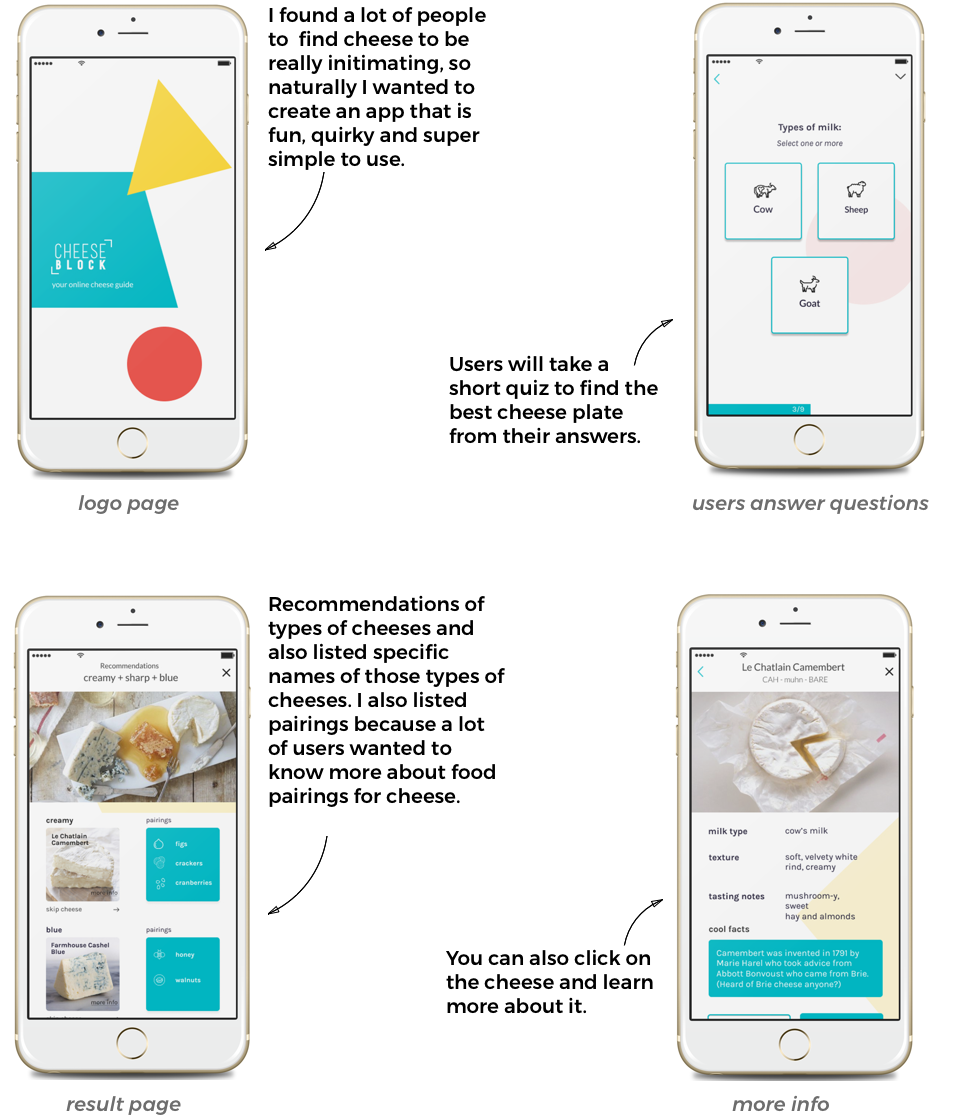 I found a lot of people
to find cheese to be
really initimating, so
naturally I wanted to
create an app that is
fun, quirky and super
simple to use.
CHEESE
BLOCK
your online cheese guide
logo page
Types of milk:
Select one or more
Cow
Sheep
Goat
3/9
Users will take a
short quiz to find the
best cheese plate
from their answers.
users answer questions
Recommendations
creamy + sharp + blue
creamy
pairings
Le Chatlain
Camembert
more info
figs
crackers
cranberries
skip cheese
blue
pairings
Farmhouse Cashel
Blue
more info
honey
walnuts
result page
Recommendations of
types of cheeses and
also listed specific
names of those types of
cheeses. I also listed
pairings because a lot
of users wanted to
know more about food
pairings for cheese.
Le Chatlain Camembert
CAH - muhn - BARE
milk type cow's milk
texture soft, velvety white
rind, creamy
tasting notes mushroom-y,
sweet
hay and almonds
cool facts
Camembert was invented in 1791 by
Marie Harel who took advice from
Abbott Bonvoust who came from Brie.
(Heard of Brie cheese anyone?)
You can also click on
the cheese and learn
more about it.
more info